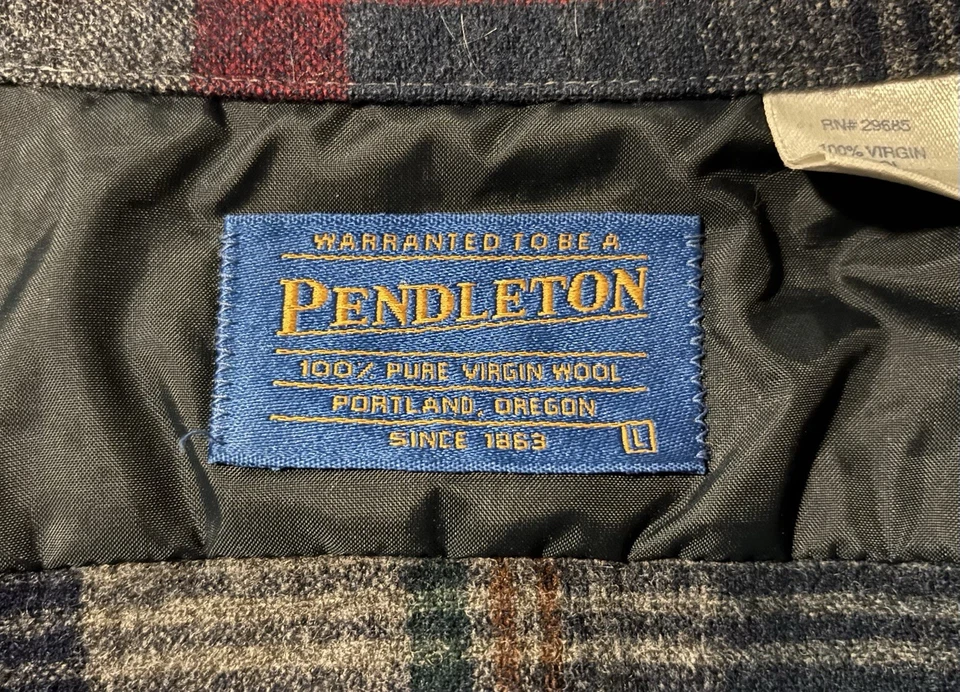 RN# 29685
100% VIRGIN
WARRANTED TO BE A
PENDLETON
100% PURE VIRGIN WOOL
PORTLAND, OREGON
SINCE 1863
L